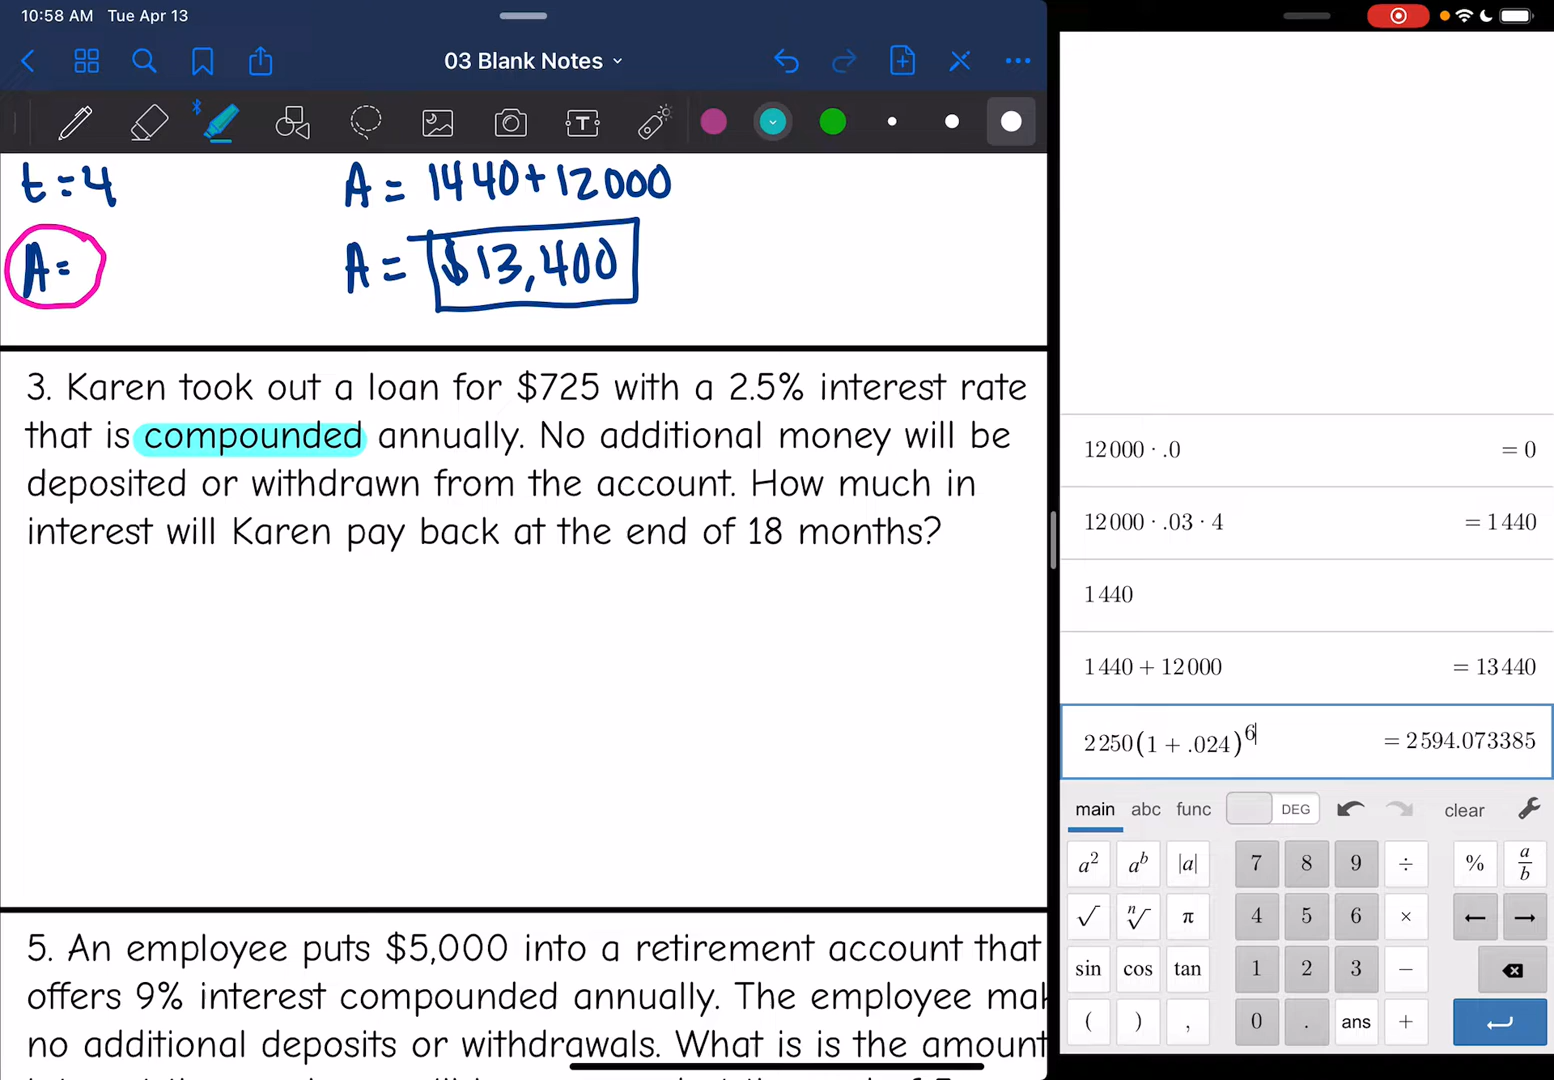 10:58 AM Tue Apr 13
03 Blank Notes
T
t = 4
A = 1440 + 12000
A =
A = $13,400
3. Karen took out a loan for $725 with a 2.5% interest rate
that is compounded annually. No additional money will be
deposited or withdrawn from the account. How much in
interest will Karen pay back at the end of 18 months?
5. An employee puts $5,000 into a retirement account that
offers 9% interest compounded annually. The employee mak
no additional deposits or withdrawals. What is is the amount
12000 · .0 = 0
12000 · .03 · 4 = 1440
1440
1440 + 12000 = 13440
2250(1 + .024)^6 = 2594.073385
main abc func DEG clear
a² a^b |a| 7 8 9 ÷ % a/b
√ ⁿ√ π 4 5 6 × ← →
sin cos tan 1 2 3 −
( ) , 0 . ans +